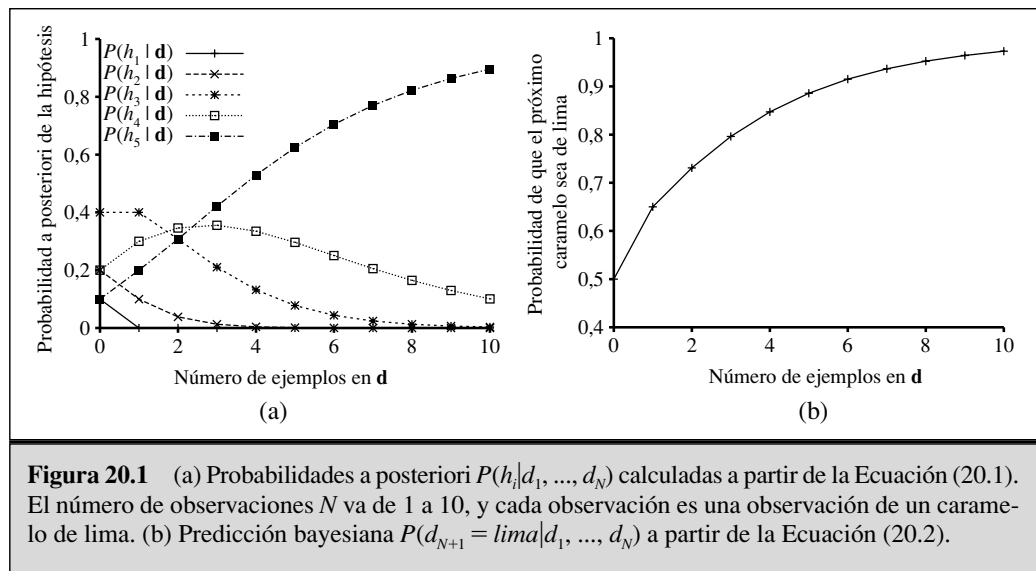 Probabilidad a posteriori de la hipótesis
P(h1 | d)
P(h2 | d)
P(h3 | d)
P(h4 | d)
P(h5 | d)
1
0,8
0,6
0,4
0,2
0
0 2 4 6 8 10
Número de ejemplos en d
(a)
Probabilidad de que el próximo
caramelo sea de lima
1
0,9
0,8
0,7
0,6
0,5
0,4
0 2 4 6 8 10
Número de ejemplos en d
(b)
Figura 20.1 (a) Probabilidades a posteriori P(hi|d1, ..., dN) calculadas a partir de la Ecuación (20.1).
El número de observaciones N va de 1 a 10, y cada observación es una observación de un carame-
lo de lima. (b) Predicción bayesiana P(dN+1 = lima|d1, ..., dN) a partir de la Ecuación (20.2).